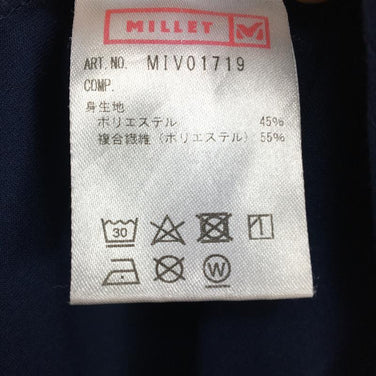 MILLET
ART.NO. MIV01719
COMP.
身生地
ポリエステル 45%
複合繊維(ポリエステル) 55%
30
W